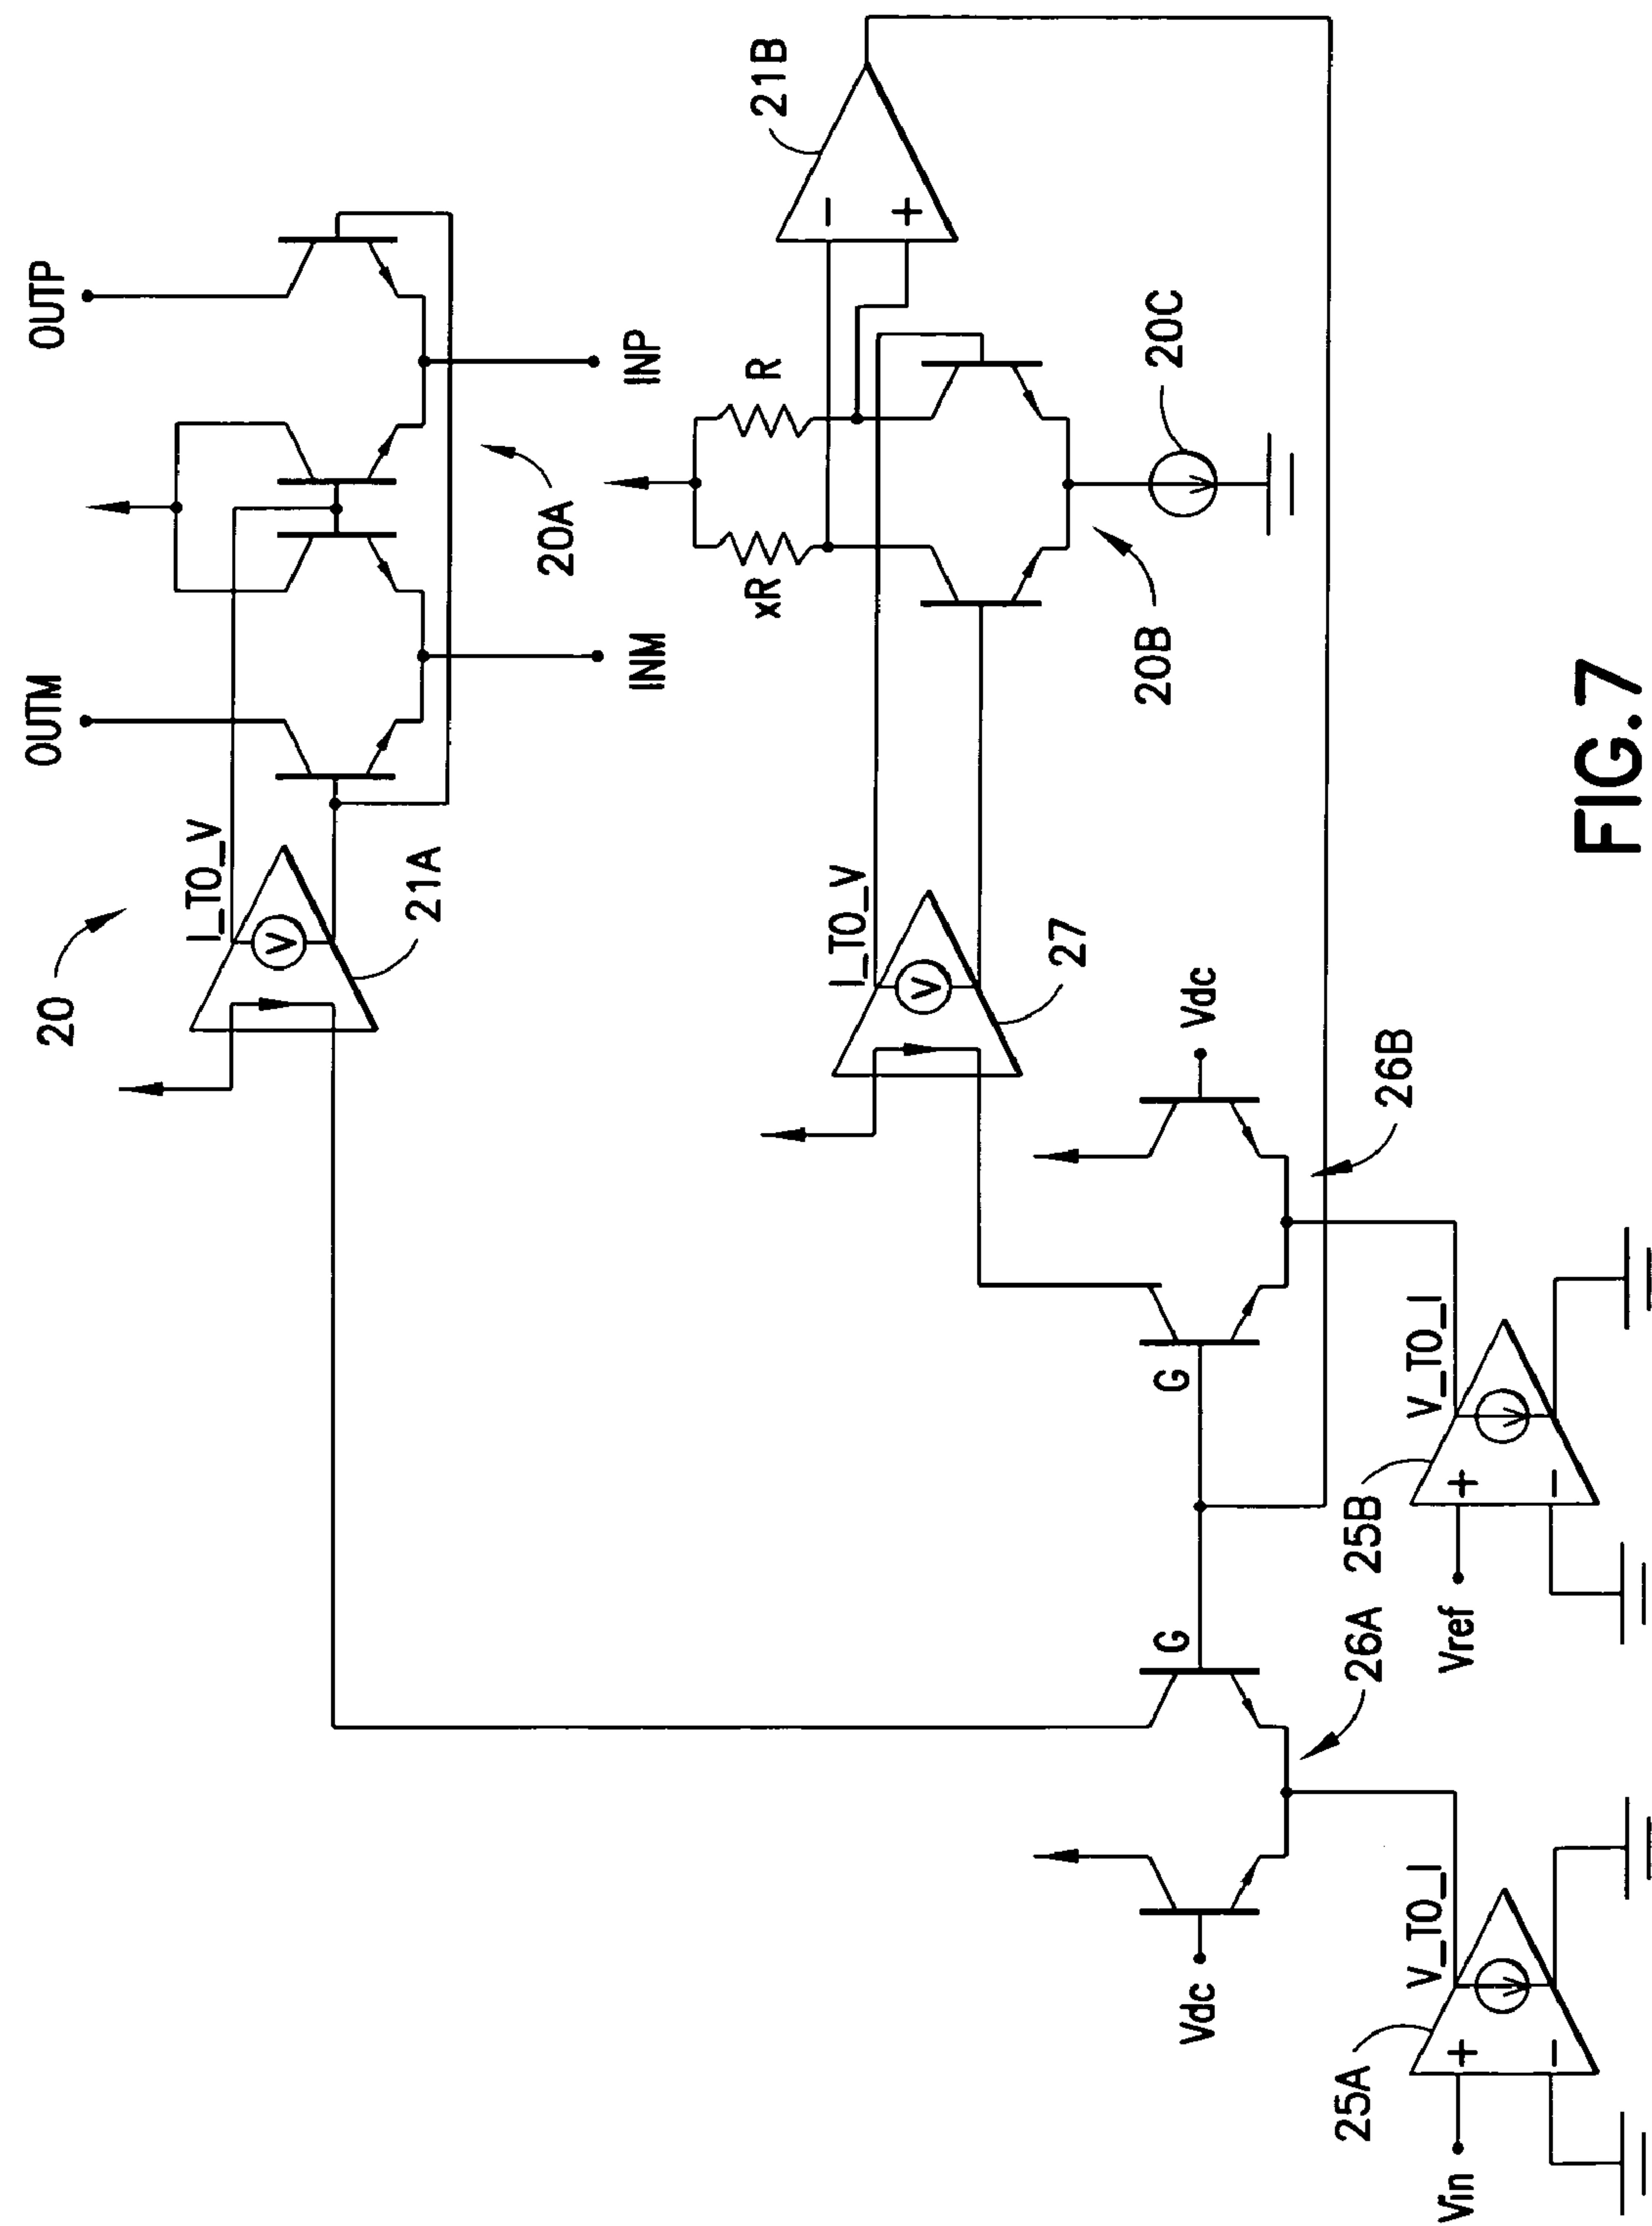 20
OUTM
OUTP
I_TO_V
V
21A
20A
INM
INP
21B
-
+
xR
R
I_TO_V
V
27
20B
20C
Vdc
26B
G
G
Vdc
26A
25B
V_TO_I
+
-
Vref
25A
V_TO_I
+
-
Vin
FIG.7